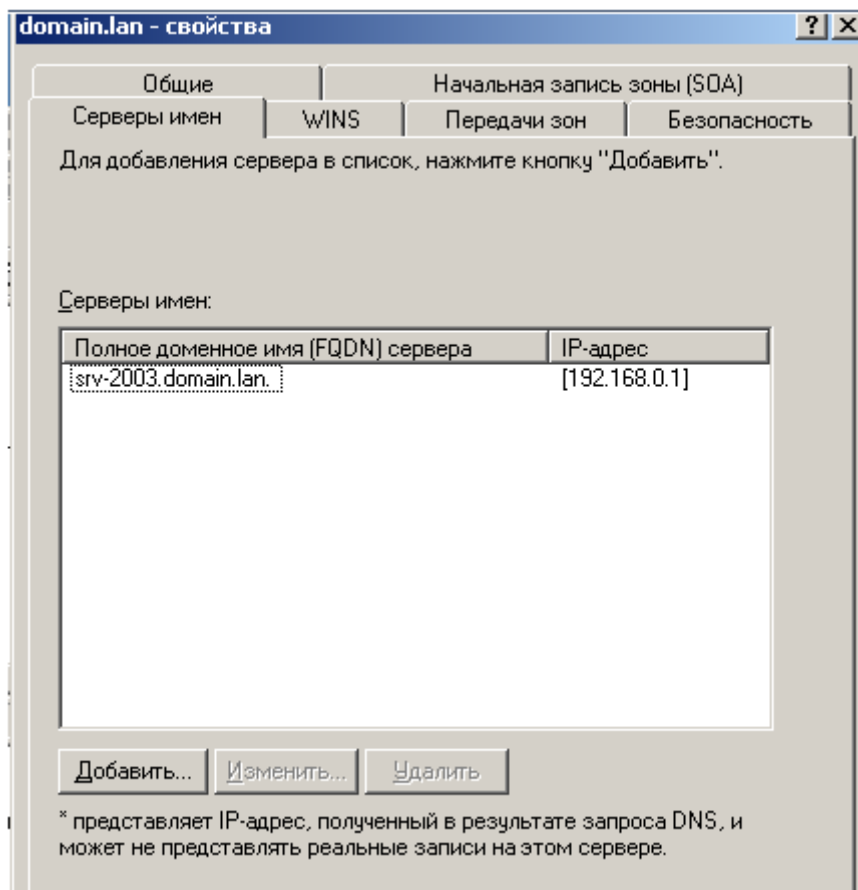 domain.lan - свойства
Общие Начальная запись зоны (SOA)
Серверы имен WINS Передачи зон Безопасность
Для добавления сервера в список, нажмите кнопку "Добавить".
Серверы имен:
Полное доменное имя (FQDN) сервера IP-адрес
srv-2003.domain.lan. [192.168.0.1]
Добавить... Изменить... Удалить
* представляет IP-адрес, полученный в результате запроса DNS, и
может не представлять реальные записи на этом сервере.